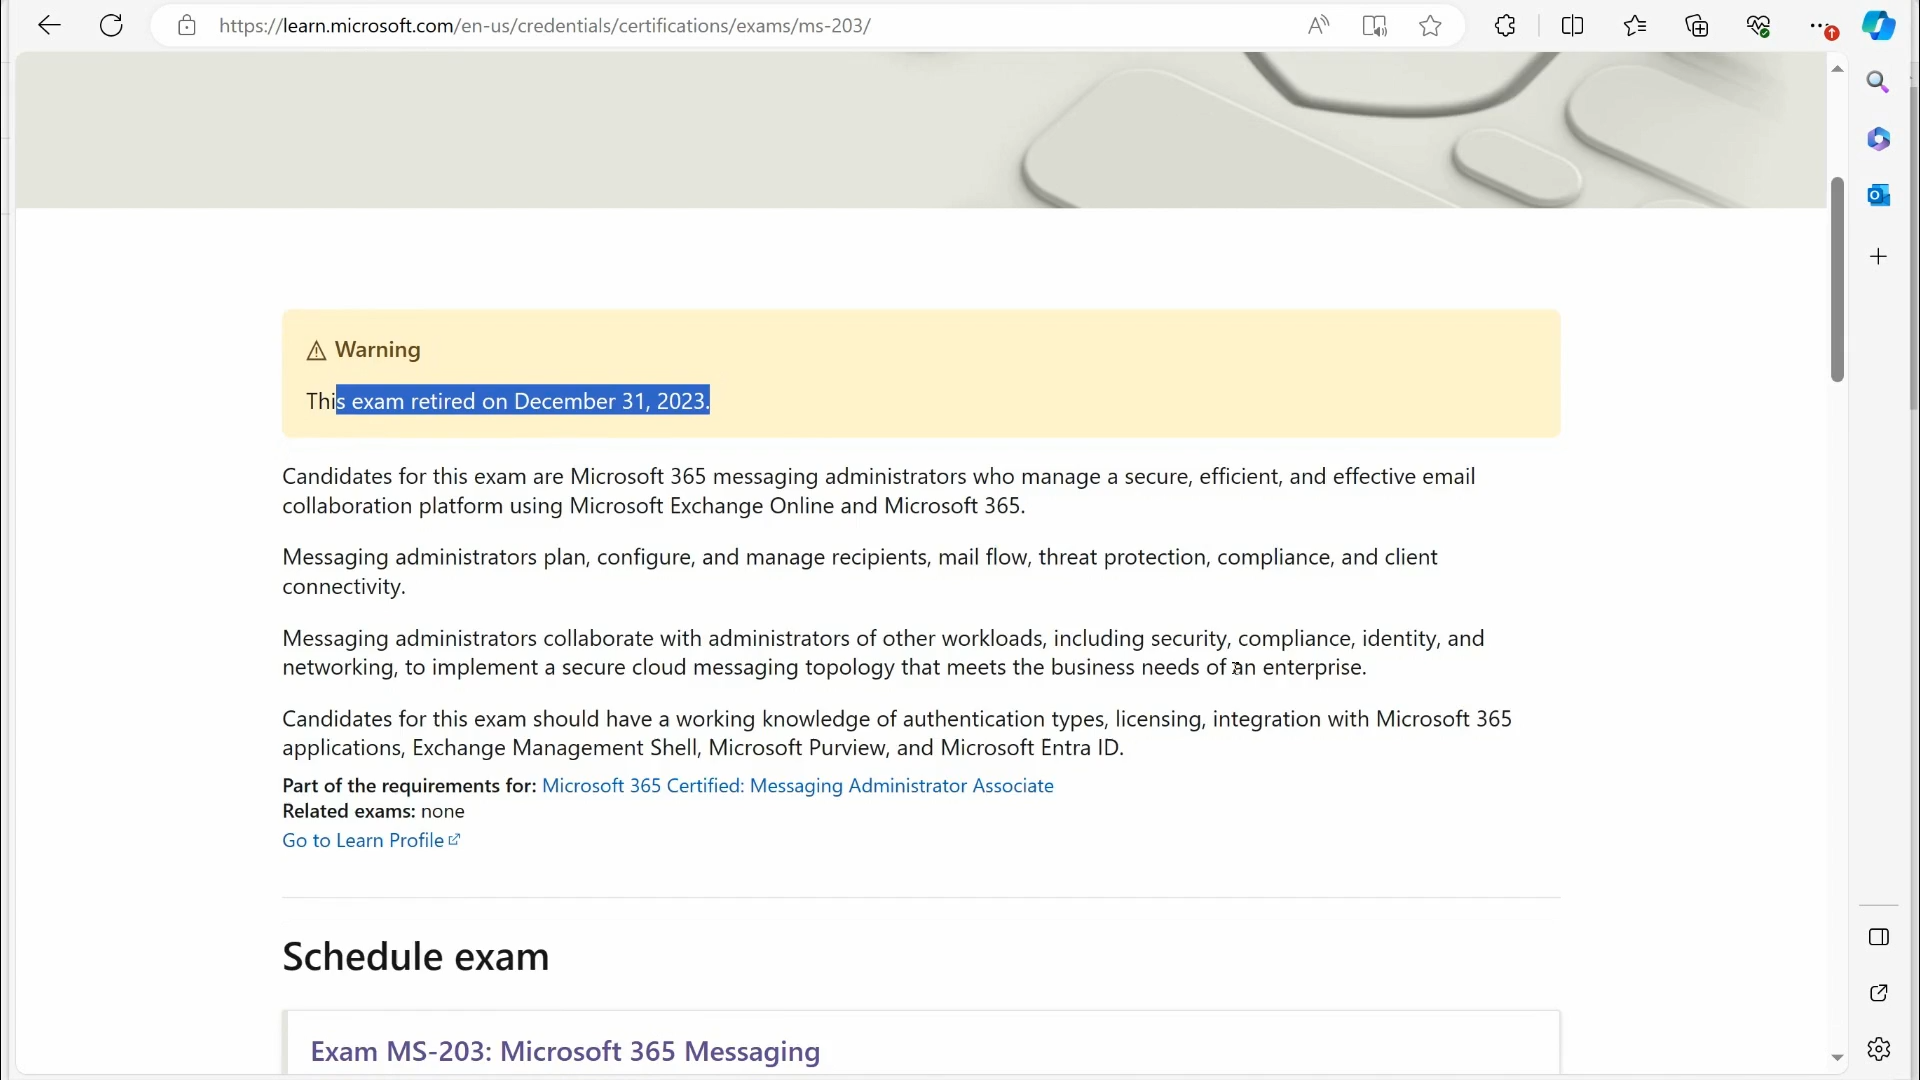 https://learn.microsoft.com/en-us/credentials/certifications/exams/ms-203/
Warning
This exam retired on December 31, 2023.
Candidates for this exam are Microsoft 365 messaging administrators who manage a secure, efficient, and effective email
collaboration platform using Microsoft Exchange Online and Microsoft 365.
Messaging administrators plan, configure, and manage recipients, mail flow, threat protection, compliance, and client
connectivity.
Messaging administrators collaborate with administrators of other workloads, including security, compliance, identity, and
networking, to implement a secure cloud messaging topology that meets the business needs of an enterprise.
Candidates for this exam should have a working knowledge of authentication types, licensing, integration with Microsoft 365
applications, Exchange Management Shell, Microsoft Purview, and Microsoft Entra ID.
Part of the requirements for: Microsoft 365 Certified: Messaging Administrator Associate
Related exams: none
Go to Learn Profile
Schedule exam
Exam MS-203: Microsoft 365 Messaging